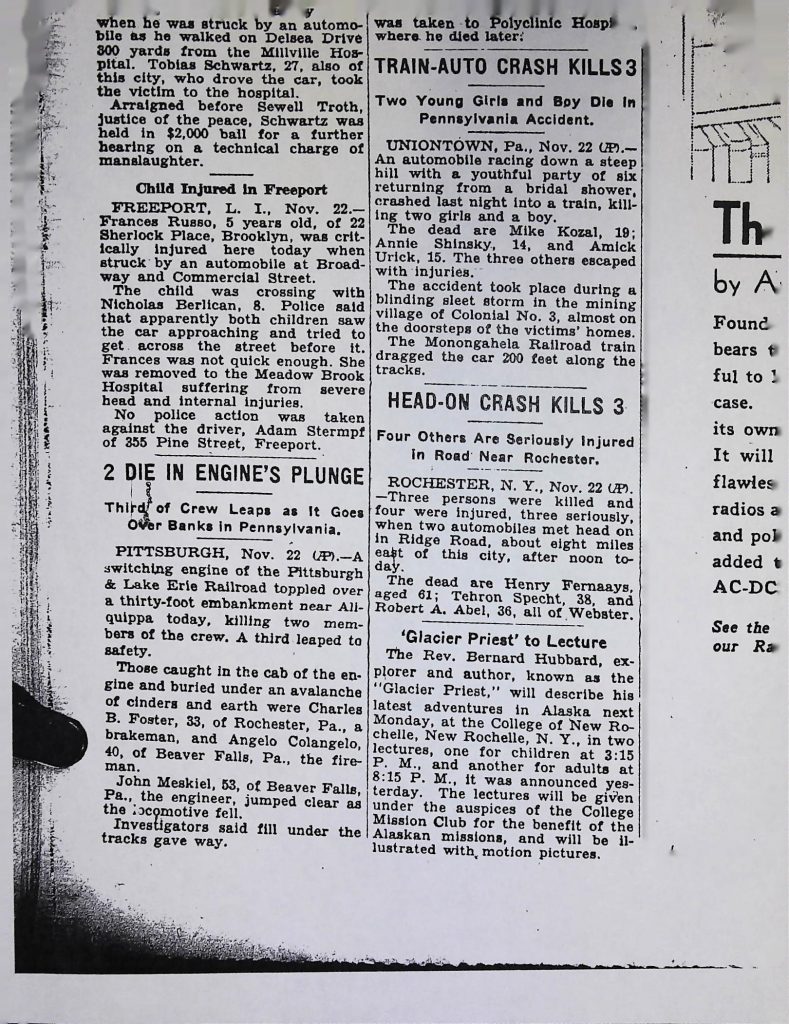 when he was struck by an automo-
bile as he walked on Delsea Drive
300 yards from the Millville Hos-
pital. Tobias Schwartz, 27, also of
this city, who drove the car, took
the victim to the hospital.
Arraigned before Sewell Troth,
justice of the peace, Schwartz was
held in $2,000 bail for a further
hearing on a technical charge of
manslaughter.
Child Injured in Freeport
FREEPORT, L. I., Nov. 22.—
Frances Russo, 5 years old, of 22
Sherlock Place, Brooklyn, was crit-
ically injured here today when
struck by an automobile at Broad-
way and Commercial Street.
The child was crossing with
Nicholas Berlican, 8. Police said
that apparently both children saw
the car approaching and tried to
get across the street before it.
Frances was not quick enough. She
was removed to the Meadow Brook
Hospital suffering from severe
head and internal injuries.
No police action was taken
against the driver, Adam Stermpf
of 355 Pine Street, Freeport.
2 DIE IN ENGINE'S PLUNGE
Third of Crew Leaps as It Goes
Over Banks in Pennsylvania.
PITTSBURGH, Nov. 22 (AP).—A
switching engine of the Pittsburgh
& Lake Erie Railroad toppled over
a thirty-foot embankment near Ali-
quippa today, killing two mem-
bers of the crew. A third leaped to
safety.
Those caught in the cab of the en-
gine and buried under an avalanche
of cinders and earth were Charles
B. Foster, 33, of Rochester, Pa., a
brakeman, and Angelo Colangelo,
40, of Beaver Falls, Pa., the fire-
man.
John Meskiel, 53, of Beaver Falls,
Pa., the engineer, jumped clear as
the locomotive fell.
Investigators said fill under the
tracks gave way.
was taken to Polyclinic Hospi
where he died later.
TRAIN-AUTO CRASH KILLS 3
Two Young Girls and Boy Die in
Pennsylvania Accident.
UNIONTOWN, Pa., Nov. 22 (AP).—
An automobile racing down a steep
hill with a youthful party of six
returning from a bridal shower,
crashed last night into a train, kill-
ing two girls and a boy.
The dead are Mike Kozal, 19;
Annie Shinsky, 14, and Amick
Urick, 15. The three others escaped
with injuries.
The accident took place during a
blinding sleet storm in the mining
village of Colonial No. 3, almost on
the doorsteps of the victims' homes.
The Monongahela Railroad train
dragged the car 200 feet along the
tracks.
HEAD-ON CRASH KILLS 3
Four Others Are Seriously Injured
in Road Near Rochester.
ROCHESTER, N. Y., Nov. 22 (AP).
—Three persons were killed and
four were injured, three seriously,
when two automobiles met head on
in Ridge Road, about eight miles
east of this city, after noon to-
day.
The dead are Henry Fernaays,
aged 61; Tehron Specht, 38, and
Robert A. Abel, 36, all of Webster.
'Glacier Priest' to Lecture
The Rev. Bernard Hubbard, ex-
plorer and author, known as the
"Glacier Priest," will describe his
latest adventures in Alaska next
Monday, at the College of New Ro-
chelle, New Rochelle, N. Y., in two
lectures, one for children at 3:15
P. M., and another for adults at
8:15 P. M., it was announced yes-
terday. The lectures will be given
under the auspices of the College
Mission Club for the benefit of the
Alaskan missions, and will be il-
lustrated with motion pictures.
Th
by A
Found
bears t
ful to
case.
its own
It will
flawles
radios a
and pol
added t
AC-DC
See the
our Ra